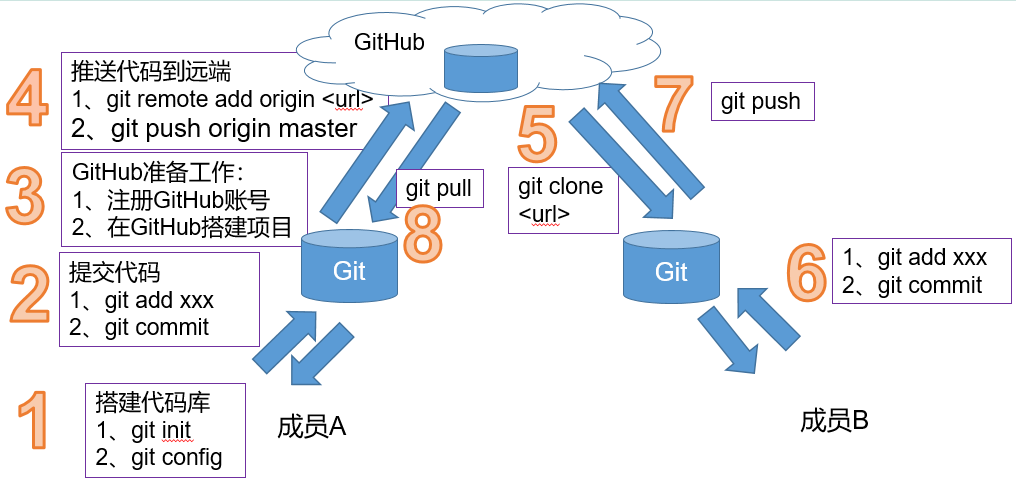 GitHub
4
推送代码到远端
1、git remote add origin <url>
2、git push origin master
7
git push
5
git clone
<url>
3
GitHub准备工作：
1、注册GitHub账号
2、在GitHub搭建项目
git pull
8
Git
Git
2
提交代码
1、git add xxx
2、git commit
6
1、git add xxx
2、git commit
1
搭建代码库
1、git init
2、git config
成员A
成员B